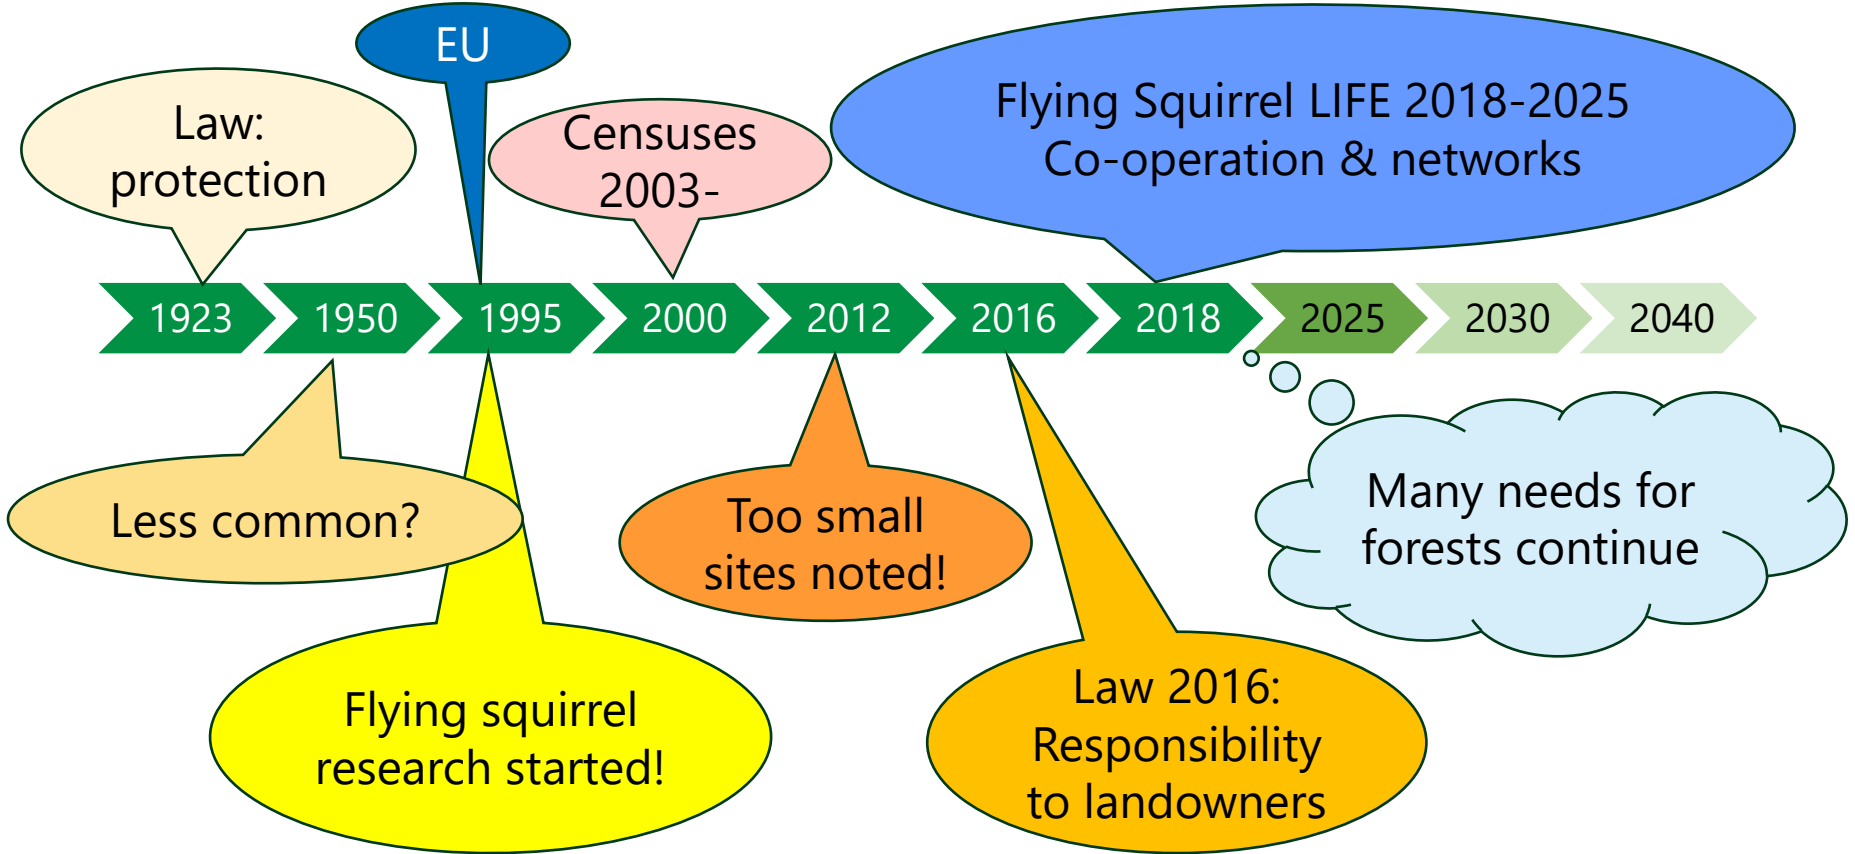 EU
Law:
protection
Censuses
2003-
Flying Squirrel LIFE 2018-2025
Co-operation & networks
1923
1950
1995
2000
2012
2016
2018
2025
2030
2040
Less common?
Too small
sites noted!
Many needs for
forests continue
Flying squirrel
research started!
Law 2016:
Responsibility
to landowners